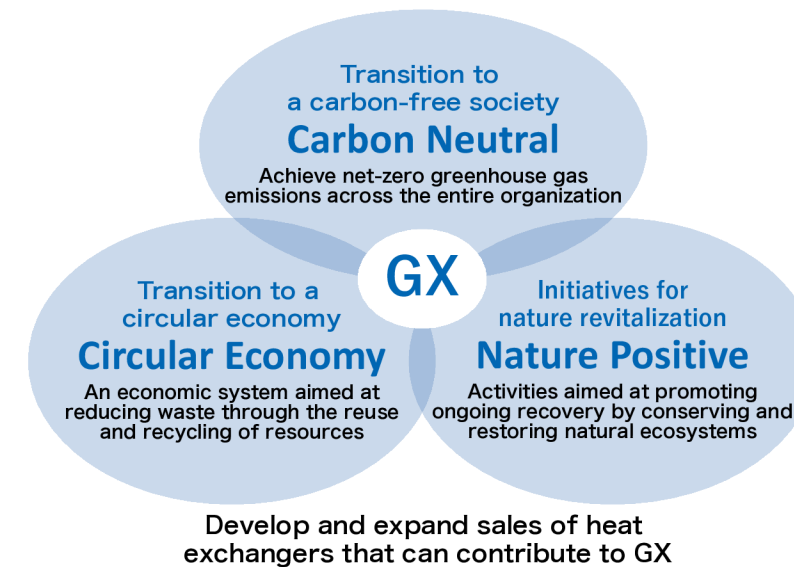 Transition to
a carbon-free society
Carbon Neutral
Achieve net-zero greenhouse gas
emissions across the entire organization
GX
Transition to a
circular economy
Circular Economy
An economic system aimed at
reducing waste through the reuse
and recycling of resources
Initiatives for
nature revitalization
Nature Positive
Activities aimed at promoting
ongoing recovery by conserving and
restoring natural ecosystems
Develop and expand sales of heat
exchangers that can contribute to GX